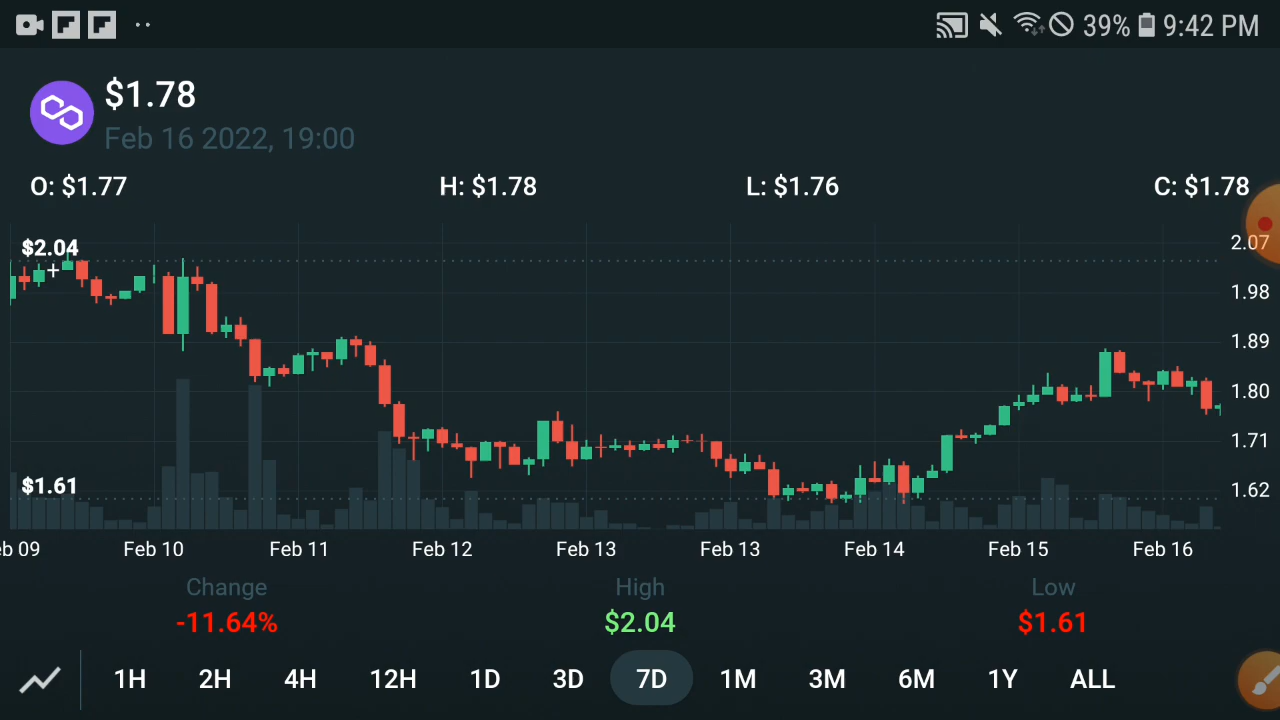 39% 9:42 PM
$1.78
Feb 16 2022, 19:00
O: $1.77 H: $1.78 L: $1.76 C: $1.78
$2.04
2.07
1.98
1.89
1.80
1.71
$1.61
1.62
eb 09 Feb 10 Feb 11 Feb 12 Feb 13 Feb 13 Feb 14 Feb 15 Feb 16
Change High Low
-11.64% $2.04 $1.61
1H 2H 4H 12H 1D 3D 7D 1M 3M 6M 1Y ALL